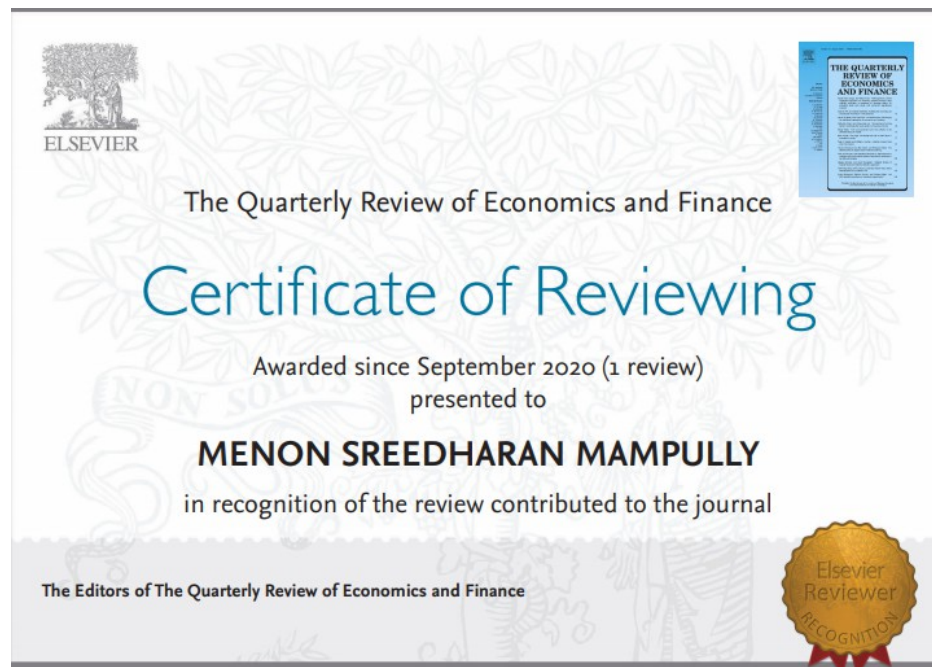 ELSEVIER
THE QUARTERLY
REVIEW OF
ECONOMICS
AND FINANCE
The Quarterly Review of Economics and Finance
Certificate of Reviewing
Awarded since September 2020 (1 review)
presented to
NON SOLUS
MENON SREEDHARAN MAMPULLY
in recognition of the review contributed to the journal
The Editors of The Quarterly Review of Economics and Finance
Elsevier
Reviewer
RECOGNITION